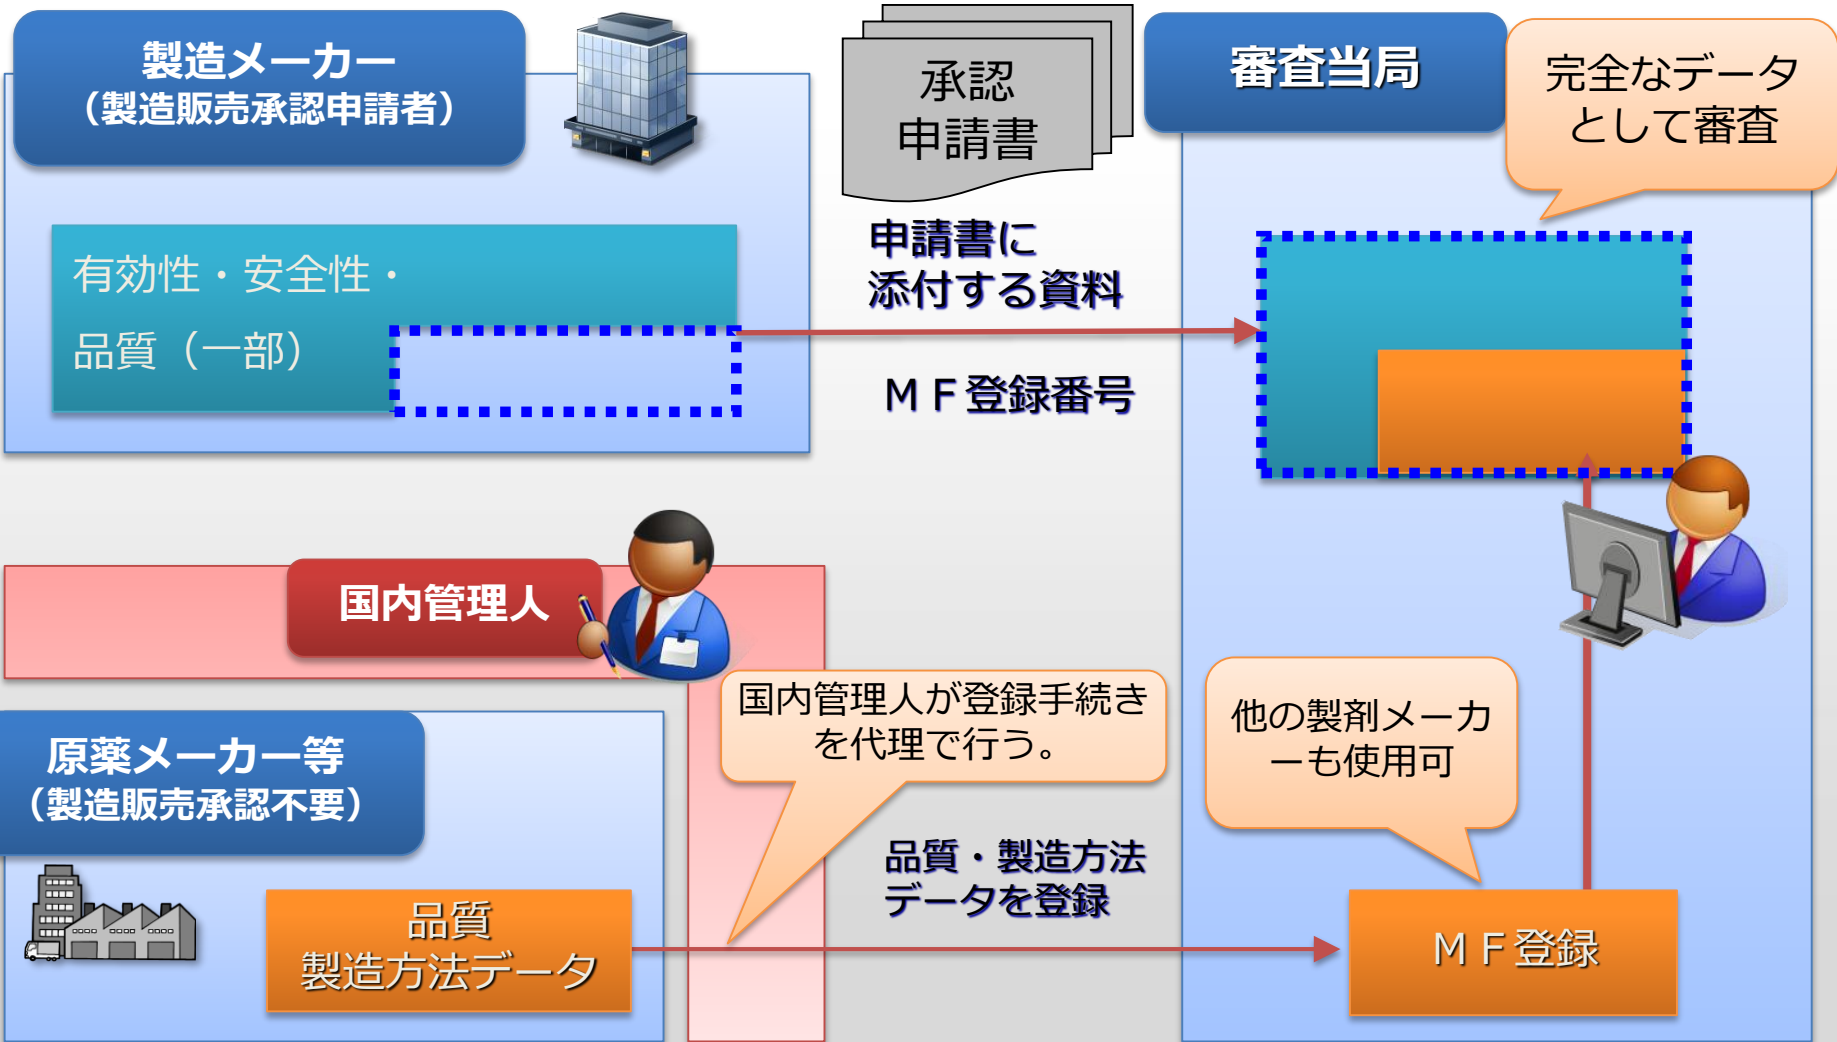 製造メーカー
（製造販売承認申請者）
承認
申請書
審査当局
完全なデータ
として審査
有効性・安全性・
品質（一部）
申請書に
添付する資料
ＭＦ登録番号
国内管理人
国内管理人が登録手続き
を代理で行う。
他の製剤メーカ
ーも使用可
原薬メーカー等
（製造販売承認不要）
品質・製造方法
データを登録
品質
製造方法データ
ＭＦ登録